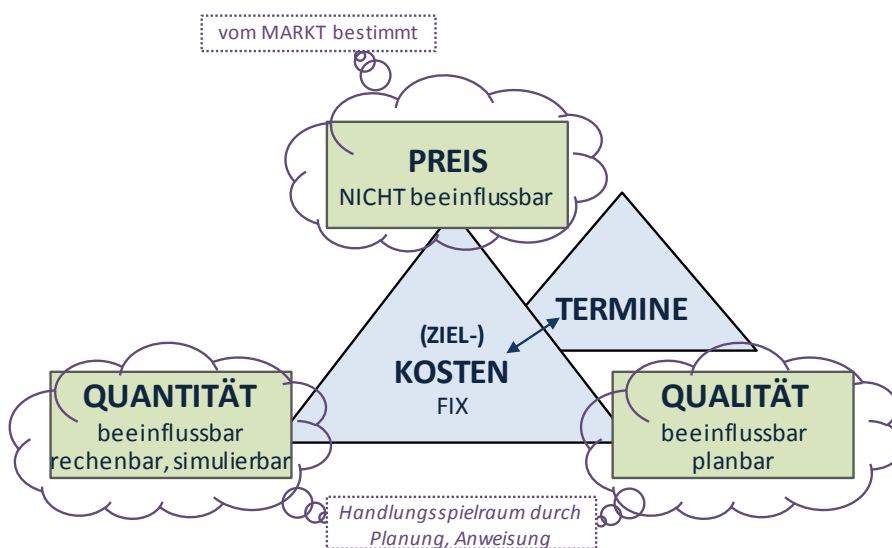 vom MARKT bestimmt
PREIS
NICHT beeinflussbar
TERMINE
(ZIEL-)
KOSTEN
FIX
QUANTITÄT
beeinflussbar
rechenbar, simulierbar
QUALITÄT
beeinflussbar
planbar
Handlungsspielraum durch
Planung, Anweisung